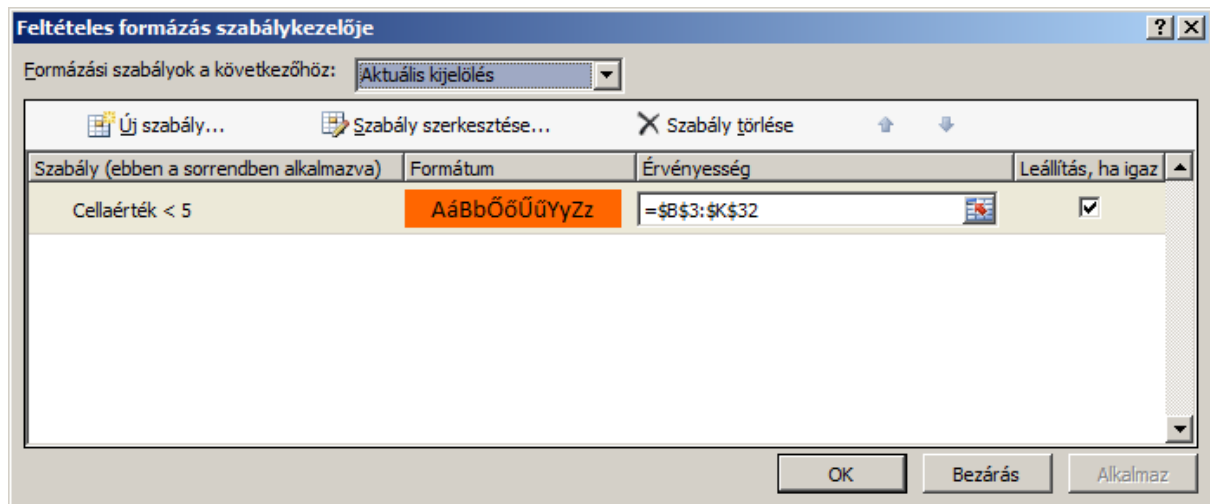 Feltételes formázás szabálykezelője
Formázási szabályok a következőhöz: Aktuális kijelölés
Új szabály... Szabály szerkesztése... Szabály törlése
Szabály (ebben a sorrendben alkalmazva) Formátum Érvényesség Leállítás, ha igaz
Cellaérték < 5 AáBbŐőŰűYyZz =$B$3:$K$32
OK Bezárás Alkalmaz